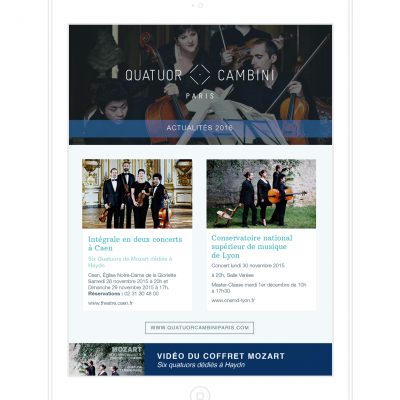 QUATUOR CAMBINI
PARIS
ACTUALITÉS 2016
Intégrale en deux concerts
à Caen
Six Quatuors de Mozart dédiés à
Haydn
Caen, Église Notre-Dame de la Gloriette
Samedi 28 novembre 2015 à 20h et
Dimanche 29 novembre 2015 à 17h.
Réservations : 02 31 30 48 00
www.theatre.caen.fr
Conservatoire national
supérieur de musique
de Lyon
Concert lundi 30 novembre 2015
à 20h, Salle Varèse
Master-Classe mardi 1er décembre de 10h
à 17h30
www.cnsmd-lyon.fr
WWW.QUATUORCAMBINIPARIS.COM
MOZART
VIDÉO DU COFFRET MOZART
Six quatuors dédiés à Haydn